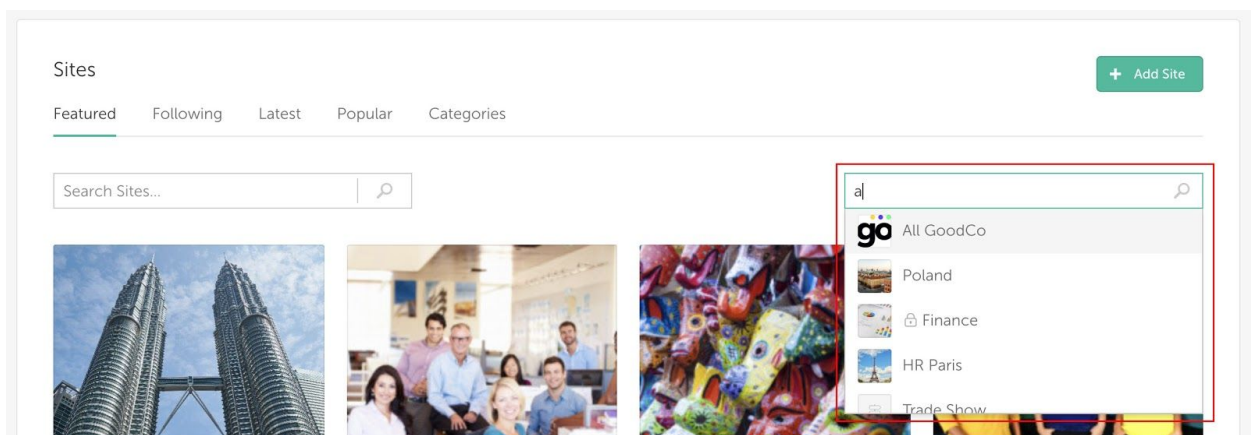 Sites
+ Add Site
Featured Following Latest Popular Categories
Search Sites...
a
go All GoodCo
Poland
Finance
HR Paris
Trade Show